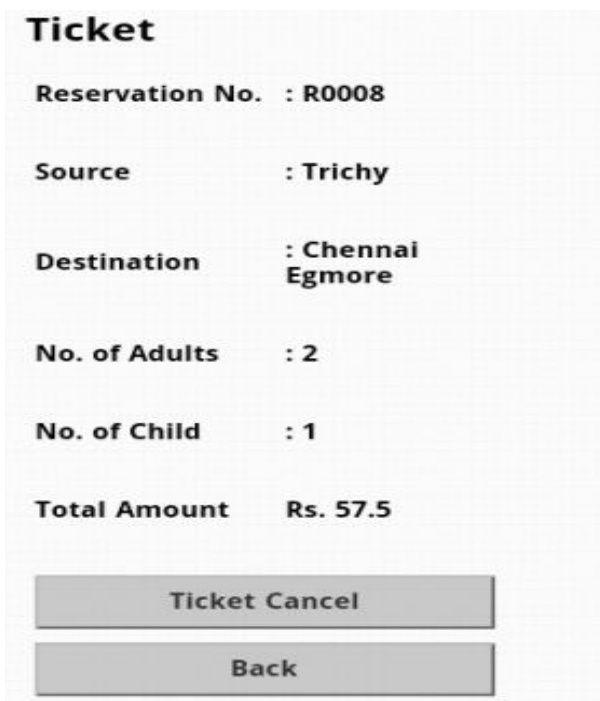 Ticket
Reservation No. : R0008
Source : Trichy
Destination : Chennai
Egmore
No. of Adults : 2
No. of Child : 1
Total Amount Rs. 57.5
Ticket Cancel
Back